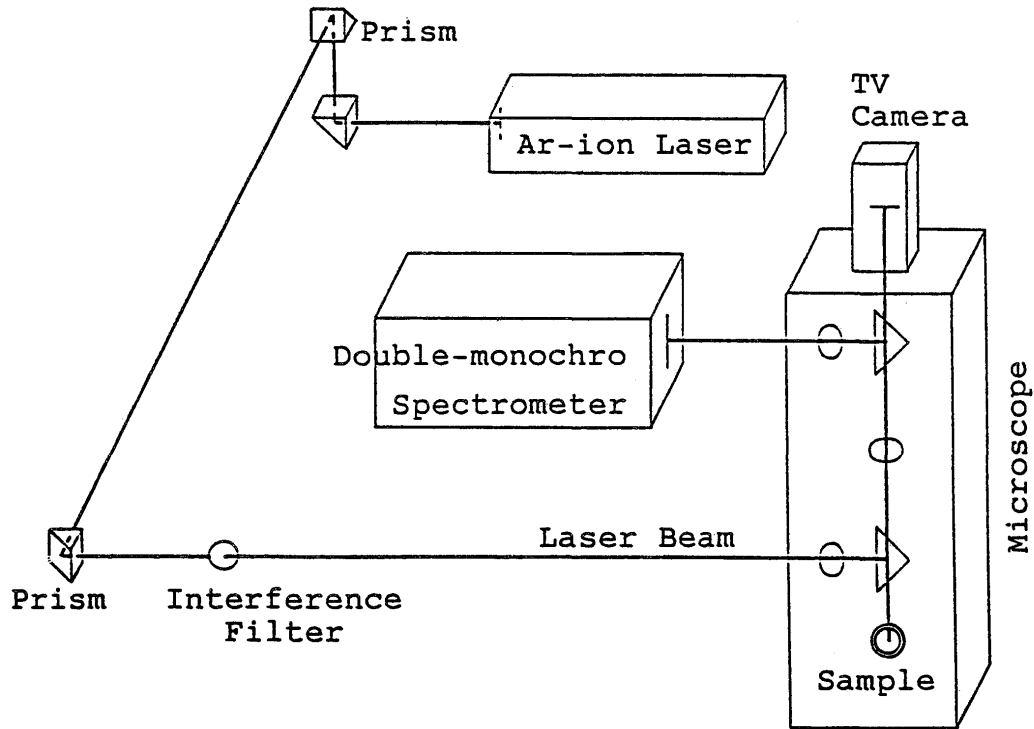 Prism
TV
Camera
Ar-ion Laser
Double-monochro
Spectrometer
Microscope
Laser Beam
Prism
Interference
Filter
Sample